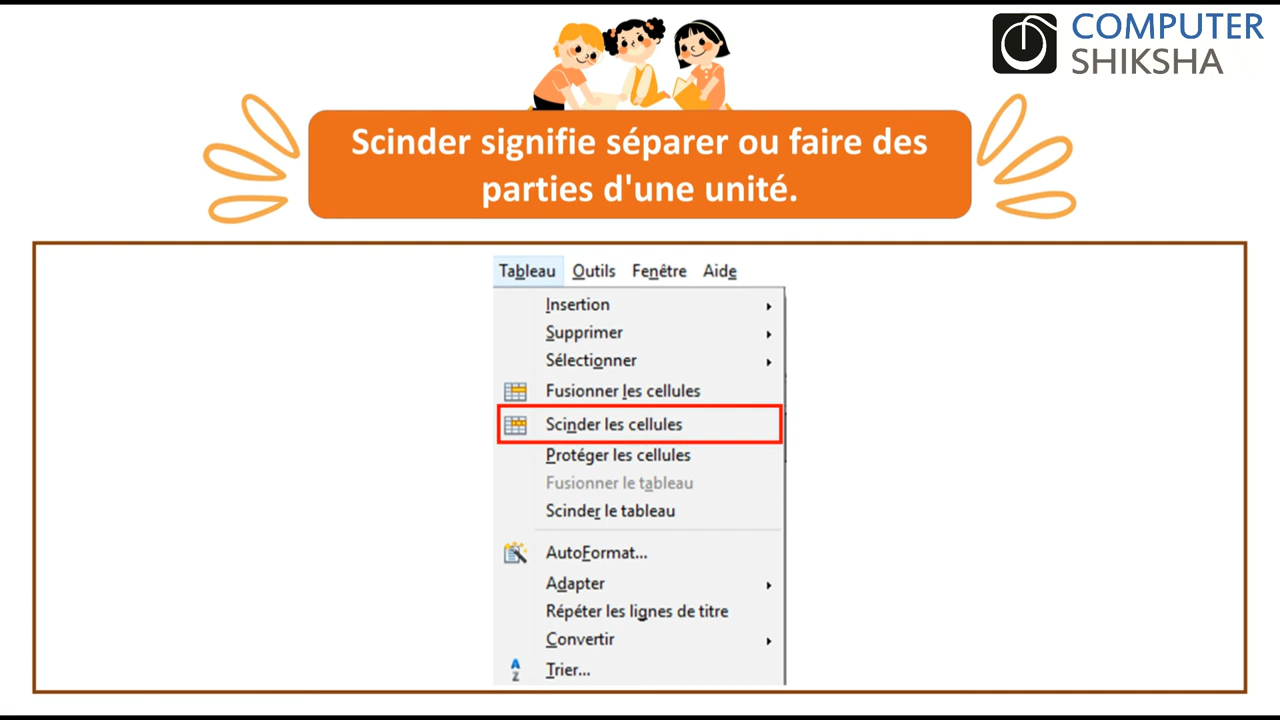 COMPUTER
SHIKSHA
Scinder signifie séparer ou faire des
parties d'une unité.
Tableau Outils Fenêtre Aide
Insertion
Supprimer
Sélectionner
Fusionner les cellules
Scinder les cellules
Protéger les cellules
Fusionner le tableau
Scinder le tableau
AutoFormat...
Adapter
Répéter les lignes de titre
Convertir
A
Z
Trier...